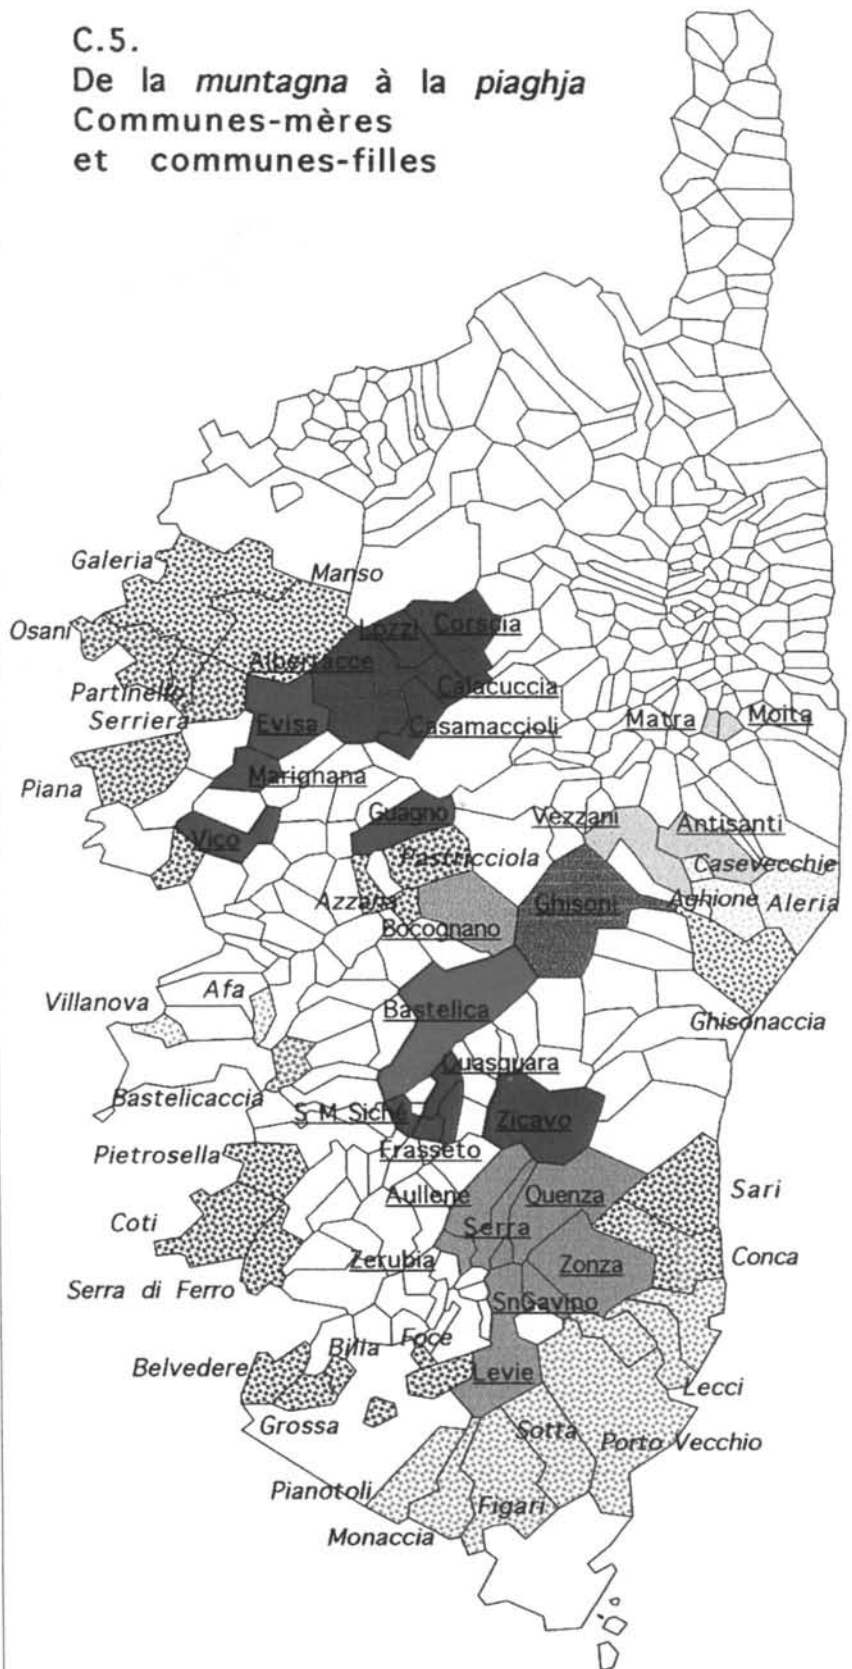 C.5.
De la muntagna à la piaghja
Communes-mères
et communes-filles
Galeria
Manso
Osani
Lozzi
Corscia
Albertacce
Partinello
Calacuccia
Serriera
Evisa
Casamaccioli
Matra
Moita
Marignana
Piana
Guagno
Vezzani
Antisanti
Vico
Pastricciola
Casevecchie
Azzana
Ghisoni
Aghione
Aleria
Bocognano
Villanova
Afa
Bastelica
Ghisonaccia
Quasquara
Bastelicaccia
S M Siché
Zicavo
Pietrosella
Frasseto
Sari
Aullene
Quenza
Coti
Serra
Conca
Zerubia
Zonza
Serra di Ferro
SnGavino
Bilia
Foce
Belvedere
Levie
Lecci
Grossa
Sotta
Porto Vecchio
Pianotoli
Figari
Monaccia